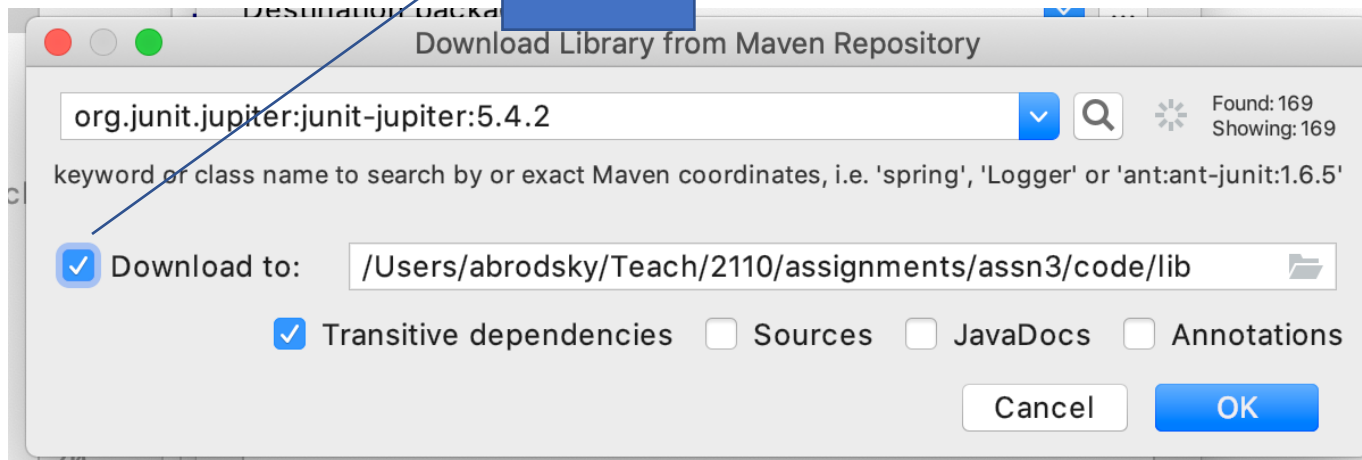 Destination package
...
Download Library from Maven Repository
org.junit.jupiter:junit-jupiter:5.4.2
Found: 169
Showing: 169
keyword or class name to search by or exact Maven coordinates, i.e. 'spring', 'Logger' or 'ant:ant-junit:1.6.5'
Download to: /Users/abrodsky/Teach/2110/assignments/assn3/code/lib
Transitive dependencies Sources JavaDocs Annotations
Cancel OK